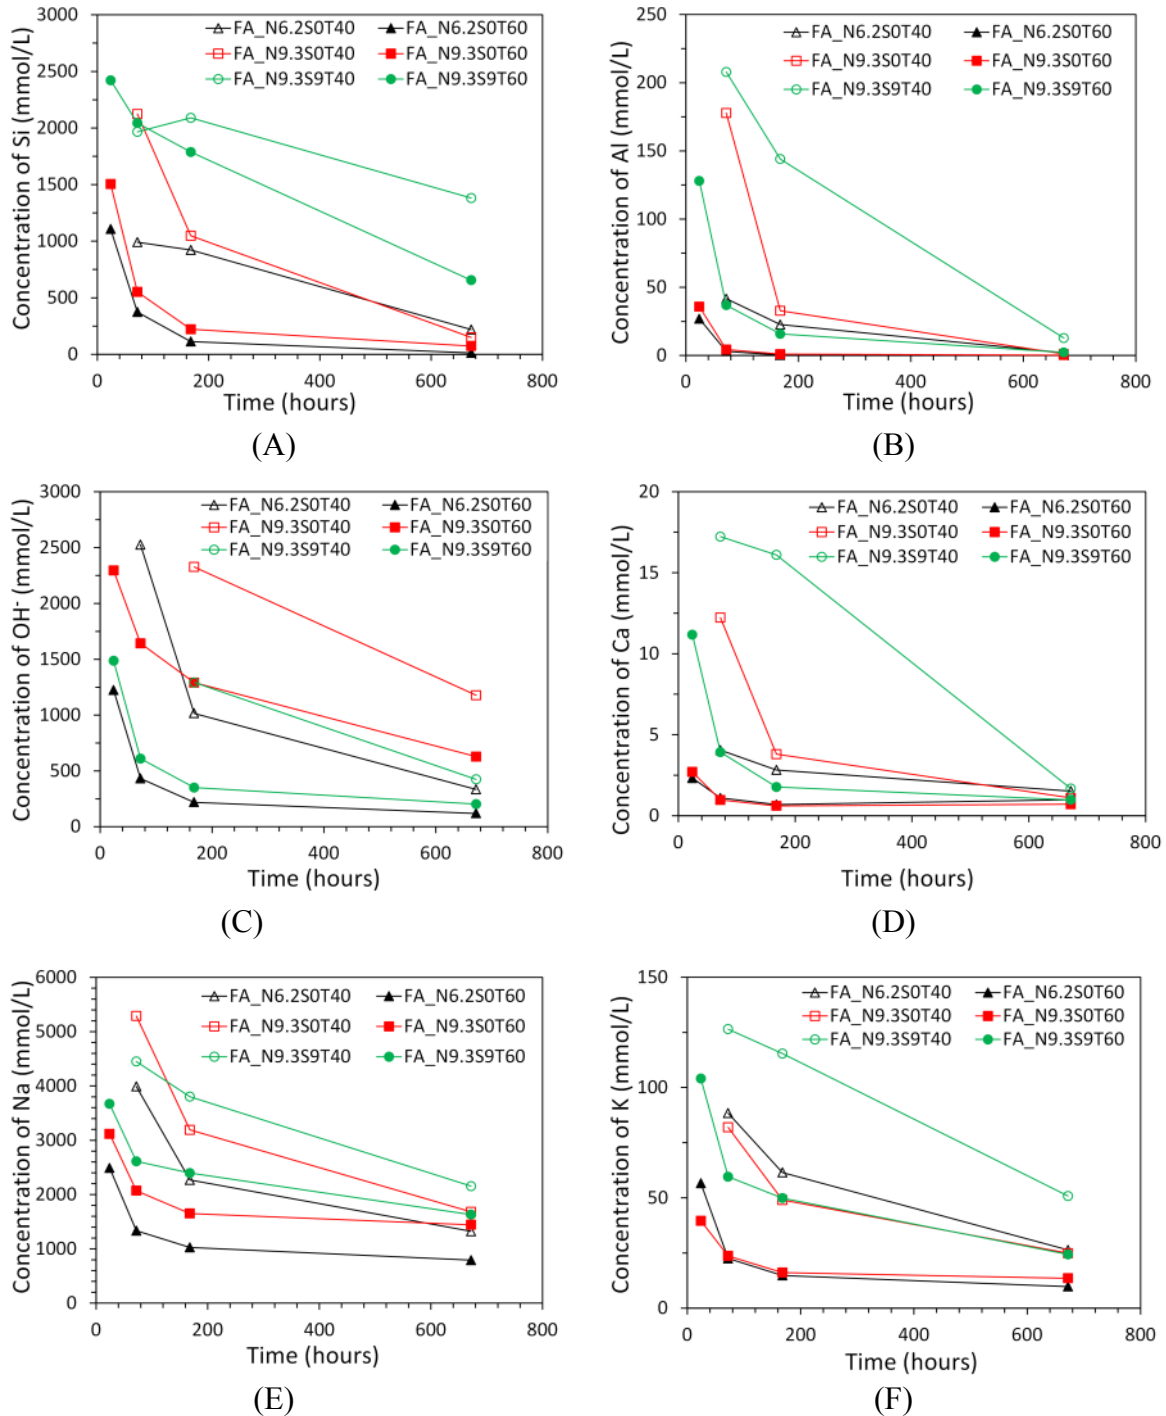 Concentration of Si (mmol/L)
3000
2500
2000
1500
1000
500
0
0 200 400 600 800
Time (hours)
FA_N6.2S0T40 FA_N6.2S0T60
FA_N9.3S0T40 FA_N9.3S0T60
FA_N9.3S9T40 FA_N9.3S9T60
(A)
Concentration of Al (mmol/L)
250
200
150
100
50
0
0 200 400 600 800
Time (hours)
FA_N6.2S0T40 FA_N6.2S0T60
FA_N9.3S0T40 FA_N9.3S0T60
FA_N9.3S9T40 FA_N9.3S9T60
(B)
Concentration of OH⁻ (mmol/L)
3000
2500
2000
1500
1000
500
0
0 200 400 600 800
Time (hours)
FA_N6.2S0T40 FA_N6.2S0T60
FA_N9.3S0T40 FA_N9.3S0T60
FA_N9.3S9T40 FA_N9.3S9T60
(C)
Concentration of Ca (mmol/L)
20
15
10
5
0
0 200 400 600 800
Time (hours)
FA_N6.2S0T40 FA_N6.2S0T60
FA_N9.3S0T40 FA_N9.3S0T60
FA_N9.3S9T40 FA_N9.3S9T60
(D)
Concentration of Na (mmol/L)
6000
5000
4000
3000
2000
1000
0
0 200 400 600 800
Time (hours)
FA_N6.2S0T40 FA_N6.2S0T60
FA_N9.3S0T40 FA_N9.3S0T60
FA_N9.3S9T40 FA_N9.3S9T60
(E)
Concentration of K (mmol/L)
150
100
50
0
0 200 400 600 800
Time (hours)
FA_N6.2S0T40 FA_N6.2S0T60
FA_N9.3S0T40 FA_N9.3S0T60
FA_N9.3S9T40 FA_N9.3S9T60
(F)